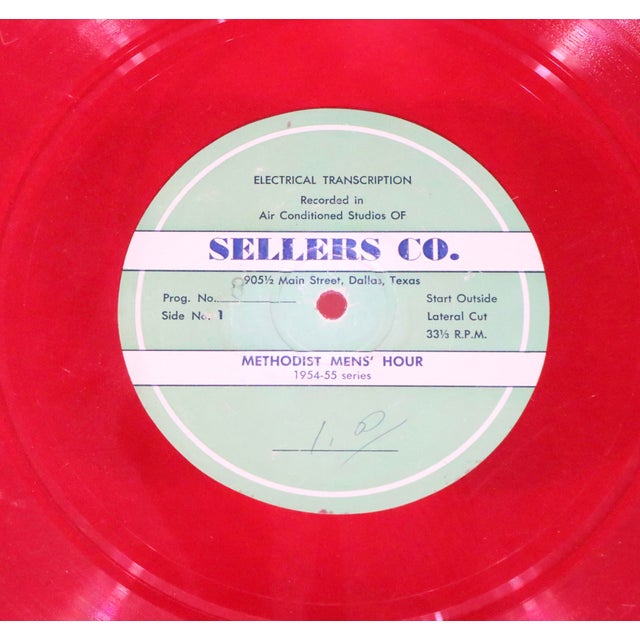 ELECTRICAL TRANSCRIPTION
Recorded in
Air Conditioned Studios OF
SELLERS CO.
905½ Main Street, Dallas, Texas
Prog. No. 8
Start Outside
Side No. 1
Lateral Cut
33⅓ R.P.M.
METHODIST MENS' HOUR
1954-55 series